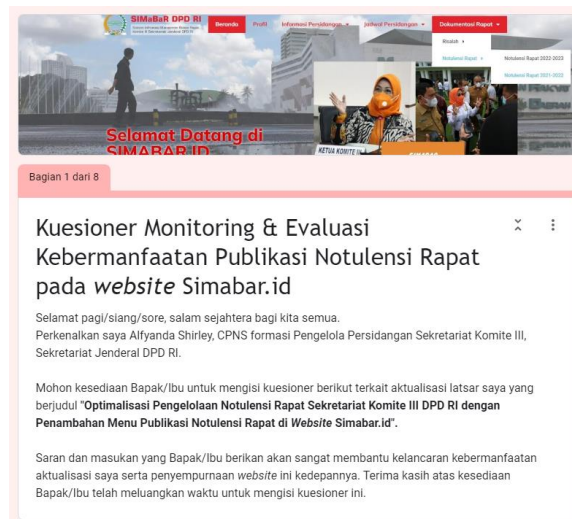 SIMaBaR DPD RI
Beranda Profil Informasi Persidangan Jadwal Persidangan Dokumentasi Rapat
Risalah
Notulensi Rapat
Notulensi Rapat 2022-2023
Notulensi Rapat 2021-2022
Selamat Datang di
SIMABAR.ID
KETUA KOMITE III
SIMABAR
Bagian 1 dari 8
Kuesioner Monitoring & Evaluasi
Kebermanfaatan Publikasi Notulensi Rapat
pada website Simabar.id
Selamat pagi/siang/sore, salam sejahtera bagi kita semua.
Perkenalkan saya Alfyanda Shirley, CPNS formasi Pengelola Persidangan Sekretariat Komite III,
Sekretariat Jenderal DPD RI.
Mohon kesediaan Bapak/Ibu untuk mengisi kuesioner berikut terkait aktualisasi latsar saya yang
berjudul "Optimalisasi Pengelolaan Notulensi Rapat Sekretariat Komite III DPD RI dengan
Penambahan Menu Publikasi Notulensi Rapat di Website Simabar.id".
Saran dan masukan yang Bapak/Ibu berikan akan sangat membantu kelancaran kebermanfaatan
aktualisasi saya serta penyempurnaan website ini kedepannya. Terima kasih atas kesediaan
Bapak/Ibu telah meluangkan waktu untuk mengisi kuesioner ini.